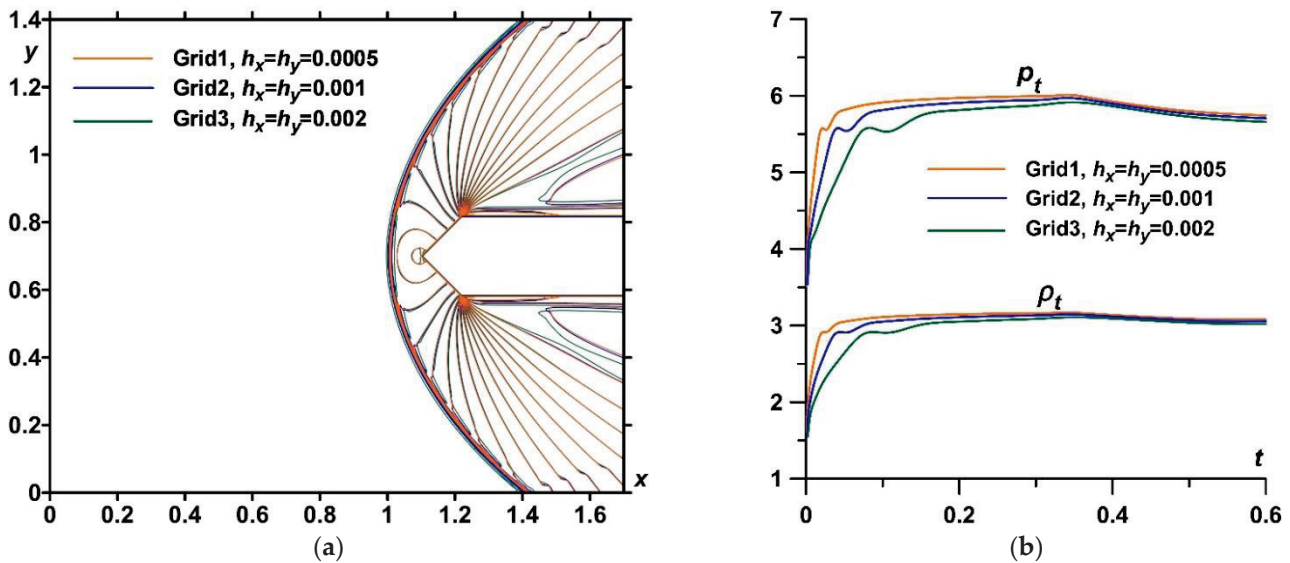 1.4
y
1.2
1
0.8
0.6
0.4
0.2
0
Grid1, hx=hy=0.0005
Grid2, hx=hy=0.001
Grid3, hx=hy=0.002
0 0.2 0.4 0.6 0.8 1 1.2 1.4 1.6
x
(a)
7
6
5
4
3
2
1
pt
Grid1, hx=hy=0.0005
Grid2, hx=hy=0.001
Grid3, hx=hy=0.002
ρt
t
0 0.2 0.4 0.6
(b)